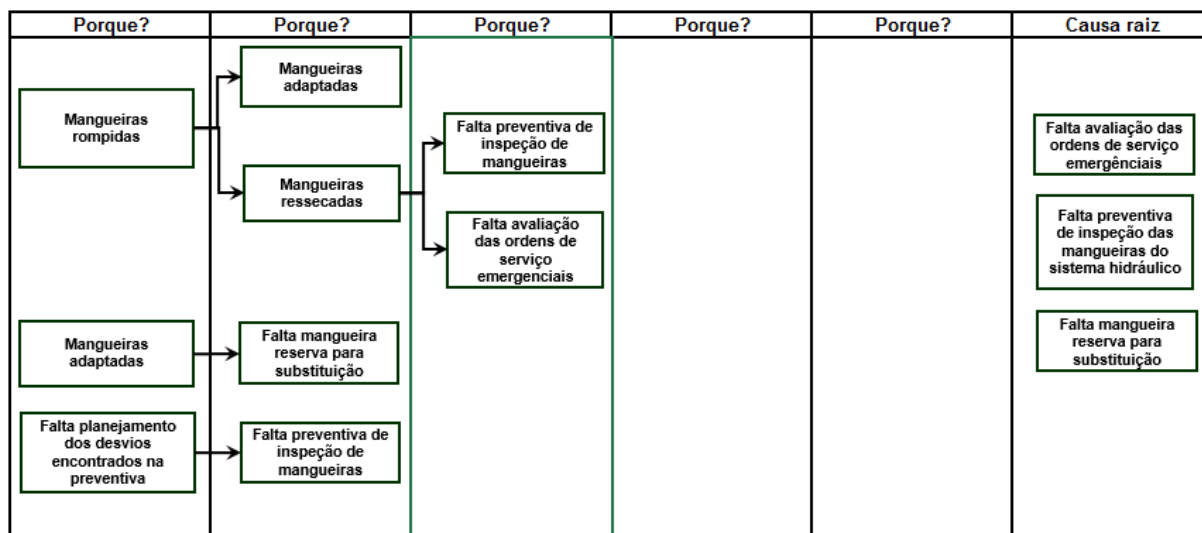 Porque?
Porque?
Porque?
Porque?
Porque?
Causa raiz
Mangueiras
rompidas
Mangueiras
adaptadas
Falta planejamento
dos desvios
encontrados na
preventiva
Mangueiras
adaptadas
Mangueiras
ressecadas
Falta mangueira
reserva para
substituição
Falta preventiva de
inspeção de
mangueiras
Falta preventiva de
inspeção de
mangueiras
Falta avaliação
das ordens de
serviço
emergenciais
Falta avaliação das
ordens de serviço
emergênciais
Falta preventiva
de inspeção das
mangueiras do
sistema hidráulico
Falta mangueira
reserva para
substituição